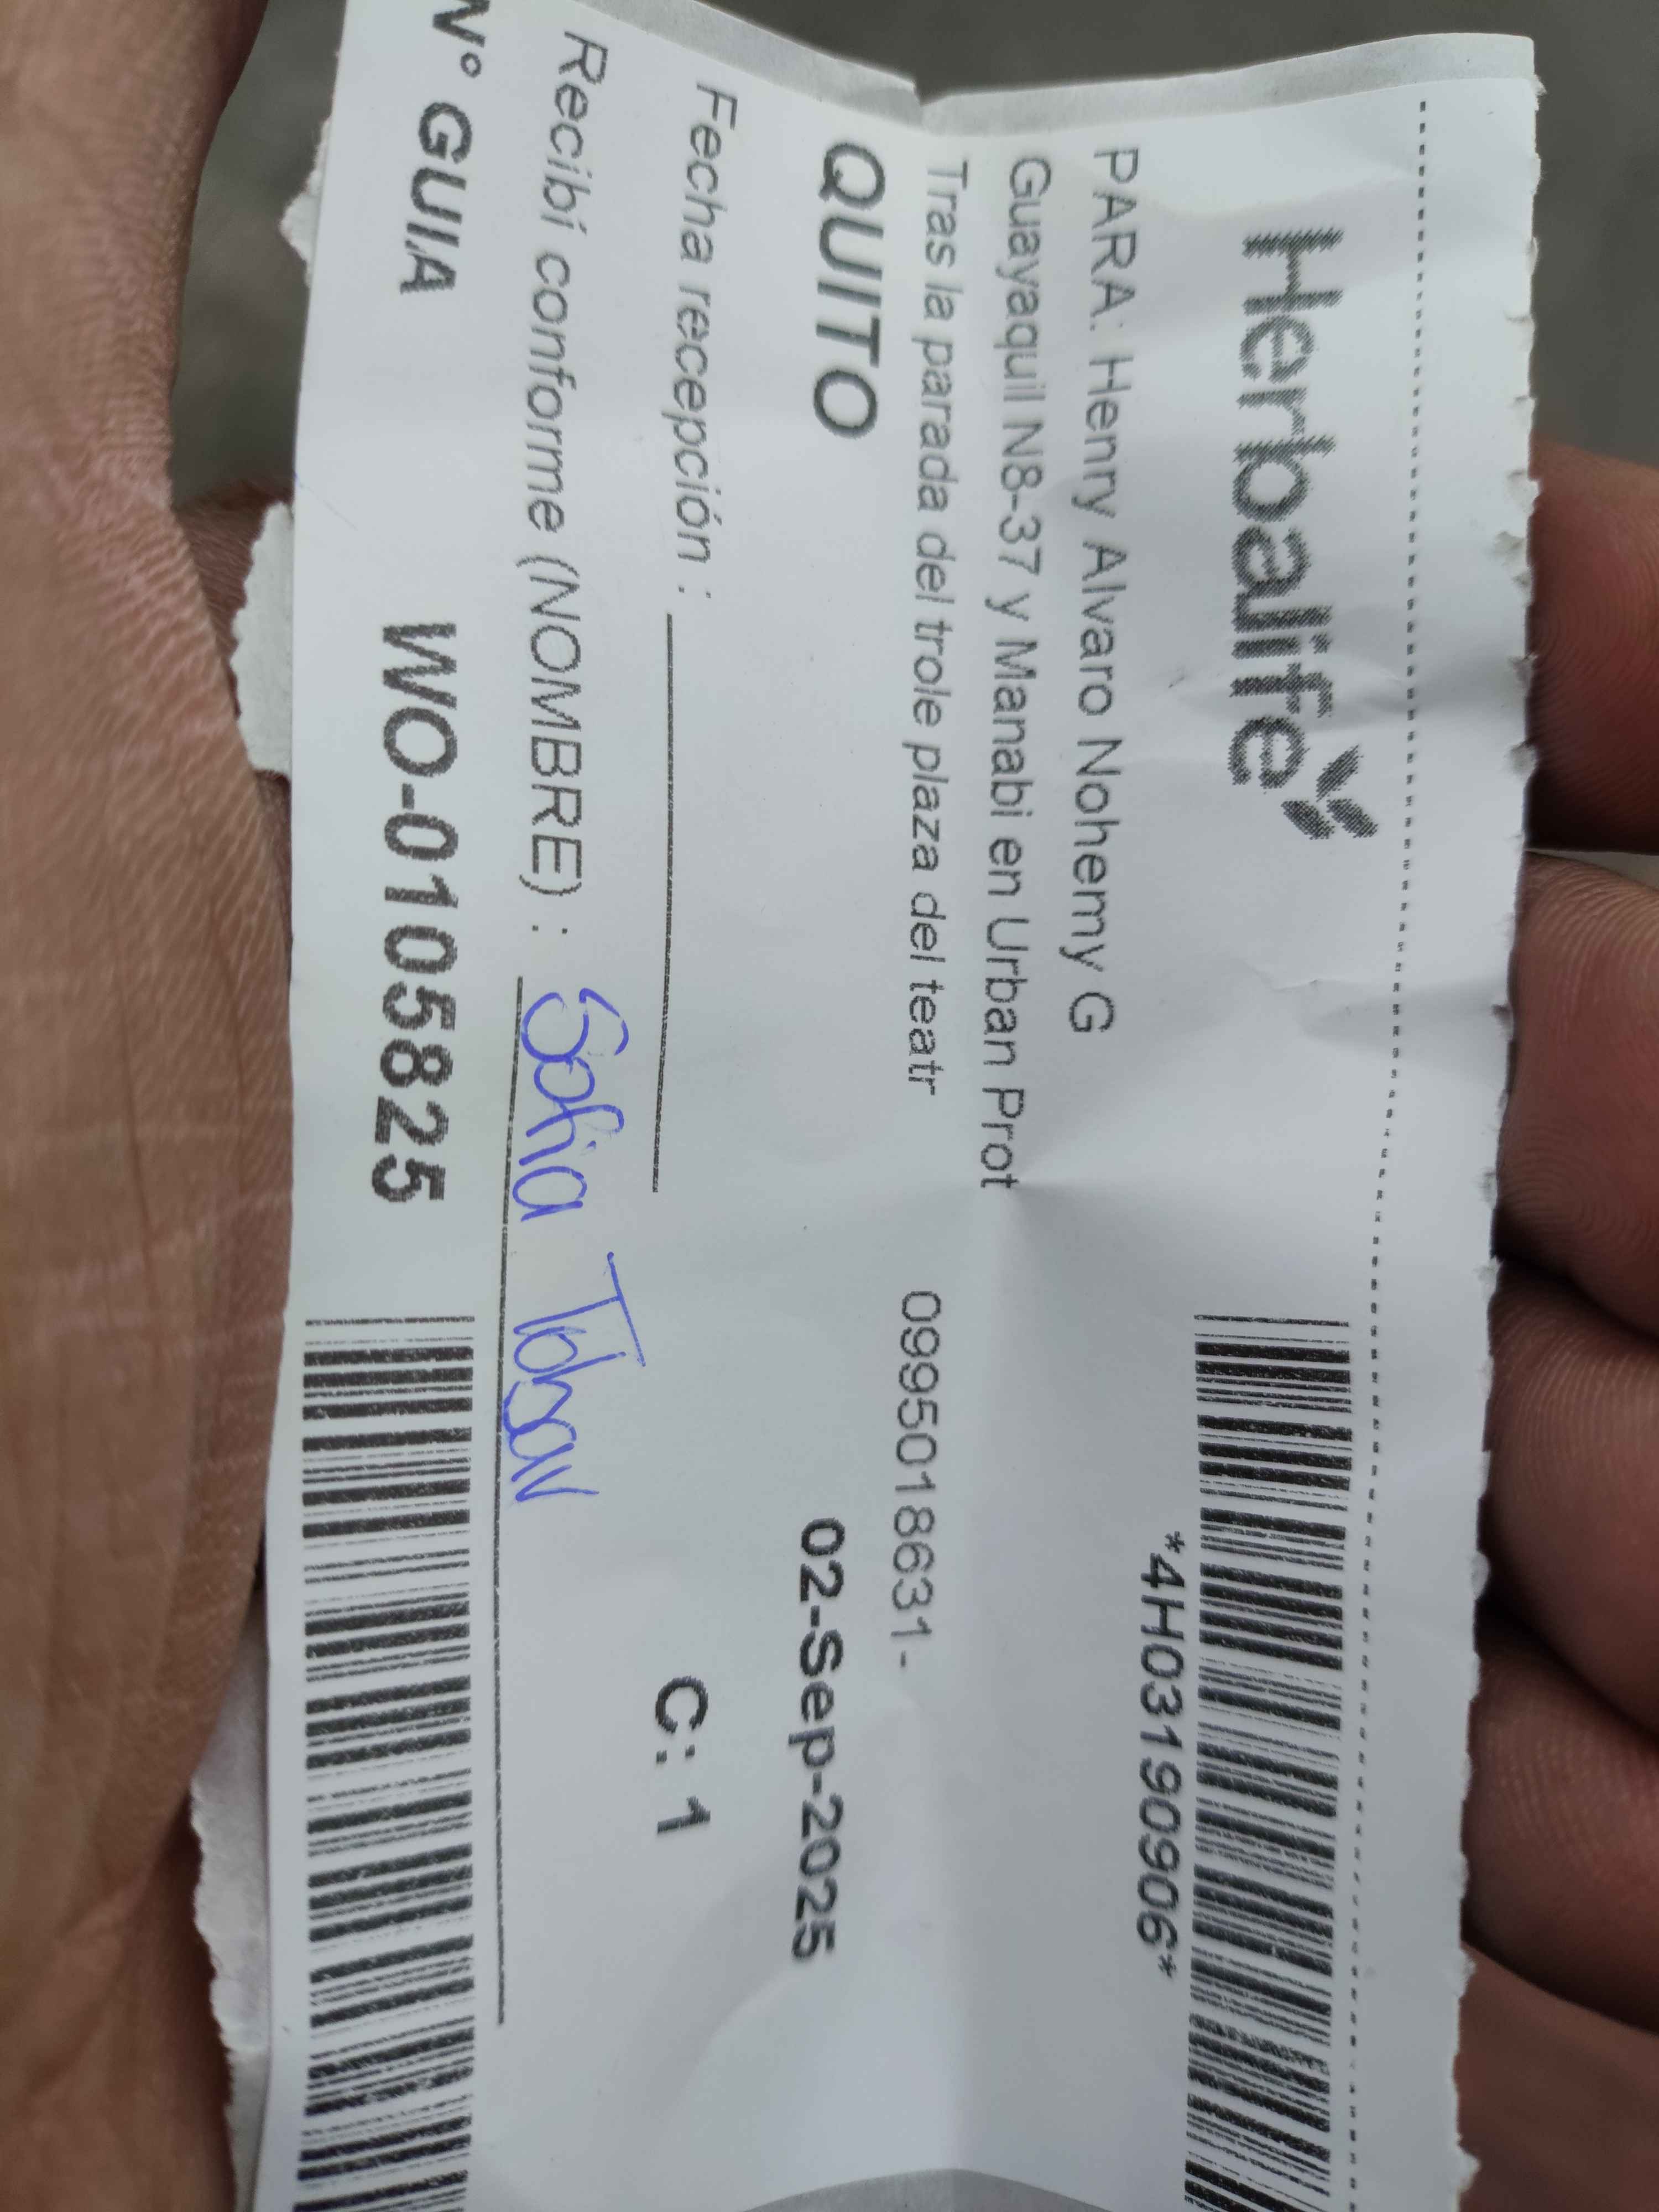 Herbalife
*4H03190906*
PARA: Henry Alvaro Nohemy G
Guayaquil N8-37 y Manabi en Urban Prot
Tras la parada del trole plaza del teatr 0995018631-
QUITO 02-Sep-2025
Fecha recepción :
C: 1
Recibí conforme (NOMBRE) : Sofia
N° GUIA WO-0105825